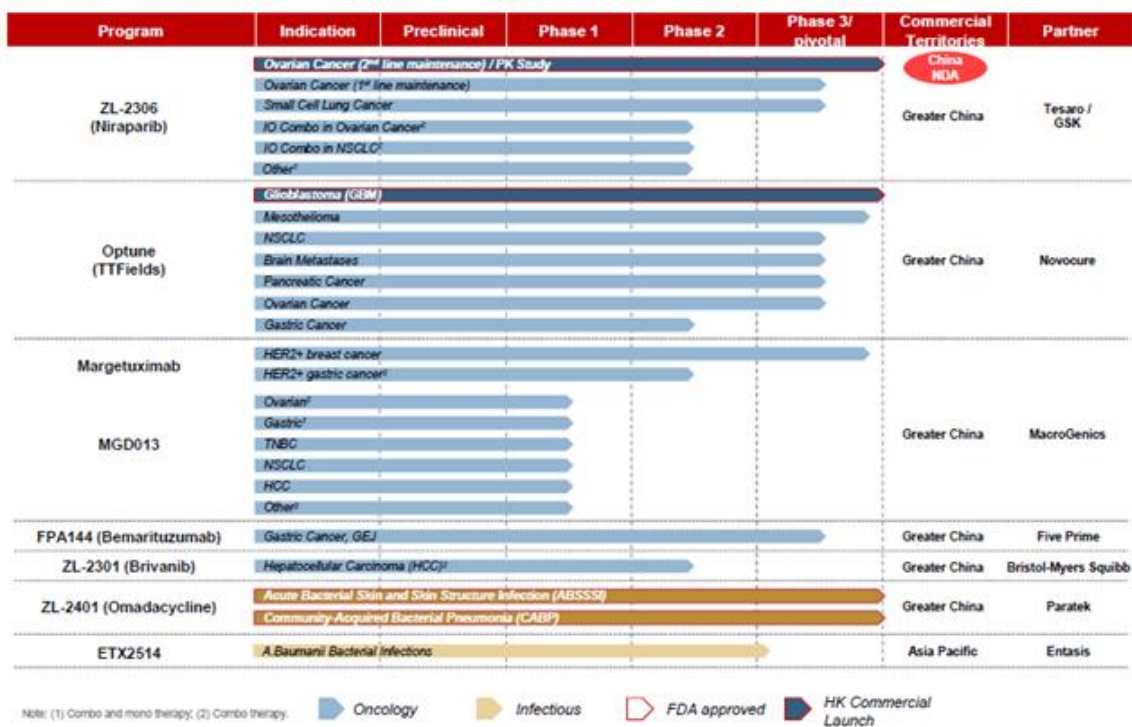 Program Indication Preclinical Phase 1 Phase 2 Phase 3/ pivotal Commercial Territories Partner
Ovarian Cancer (2nd line maintenance) / PK Study
China NDA
Ovarian Cancer (1st line maintenance)
ZL-2306 (Niraparib)
Small Cell Lung Cancer
Greater China
Tesaro / GSK
IO Combo in Ovarian Cancer2
IO Combo in NSCLC2
Other1
Glioblastoma (GBM)
Mesothelioma
NSCLC
Optune (TTFields)
Brain Metastases
Greater China
Novocure
Pancreatic Cancer
Ovarian Cancer
Gastric Cancer
Margetuximab
HER2+ breast cancer
HER2+ gastric cancer
Ovarian
Gastric
MGD013
TNBC
Greater China
MacroGenics
NSCLC
HCC
Other
FPA144 (Bemarituzumab) Gastric Cancer, GEJ Greater China Five Prime
ZL-2301 (Brivanib) Hepatocellular Carcinoma (HCC)2 Greater China Bristol-Myers Squibb
ZL-2401 (Omadacycline)
Acute Bacterial Skin and Skin Structure Infection (ABSSSI)
Greater China
Paratek
Community-Acquired Bacterial Pneumonia (CABP)
ETX2514 A.Baumanii Bacterial Infections Asia Pacific Entasis
Note: (1) Combo and mono therapy; (2) Combo therapy.
Oncology Infectious FDA approved HK Commercial Launch